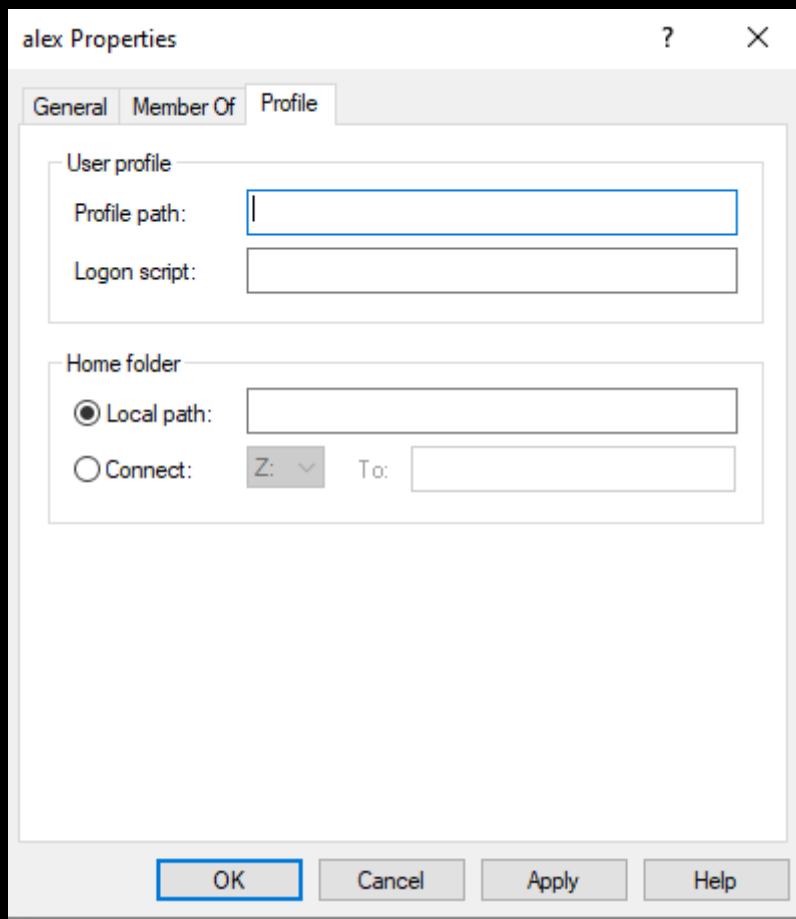 alex Properties ?
General Member Of Profile
User profile
Profile path:
Logon script:
Home folder
Local path:
Connect: Z: To:
OK Cancel Apply Help